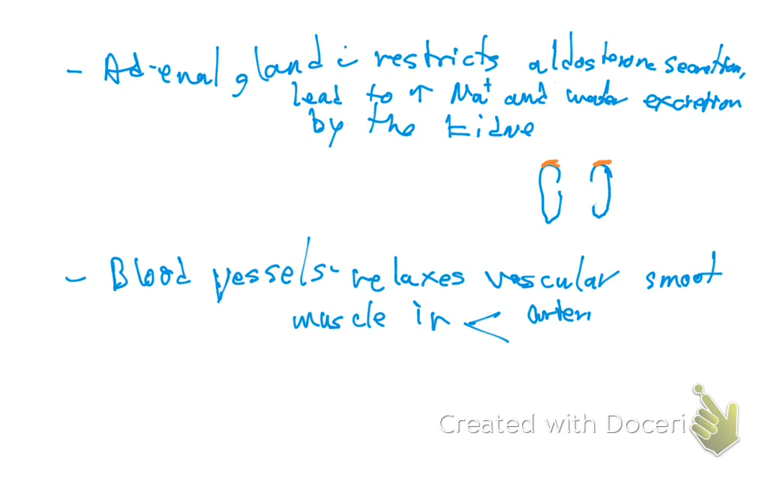 - Adrenal gland : restricts aldosterone secretion,
lead to ↑ Na⁺ and water excretion
by the kidne
- Blood vessels - relaxes vascular smoot
muscle in < arteri
Created with Doceri